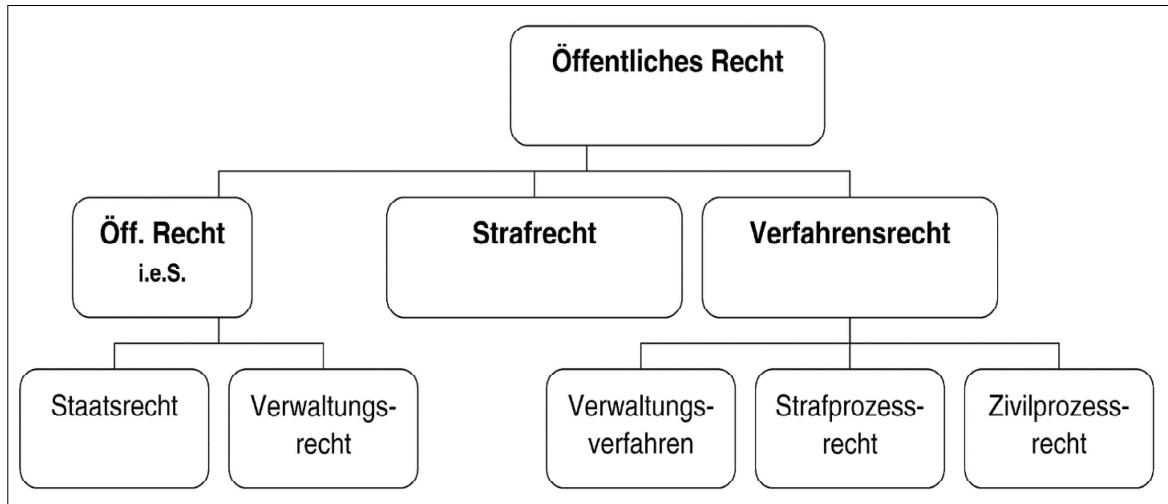 Öffentliches Recht
Öff. Recht
i.e.S.
Strafrecht
Verfahrensrecht
Staatsrecht
Verwaltungs-
recht
Verwaltungs-
verfahren
Strafprozess-
recht
Zivilprozess-
recht